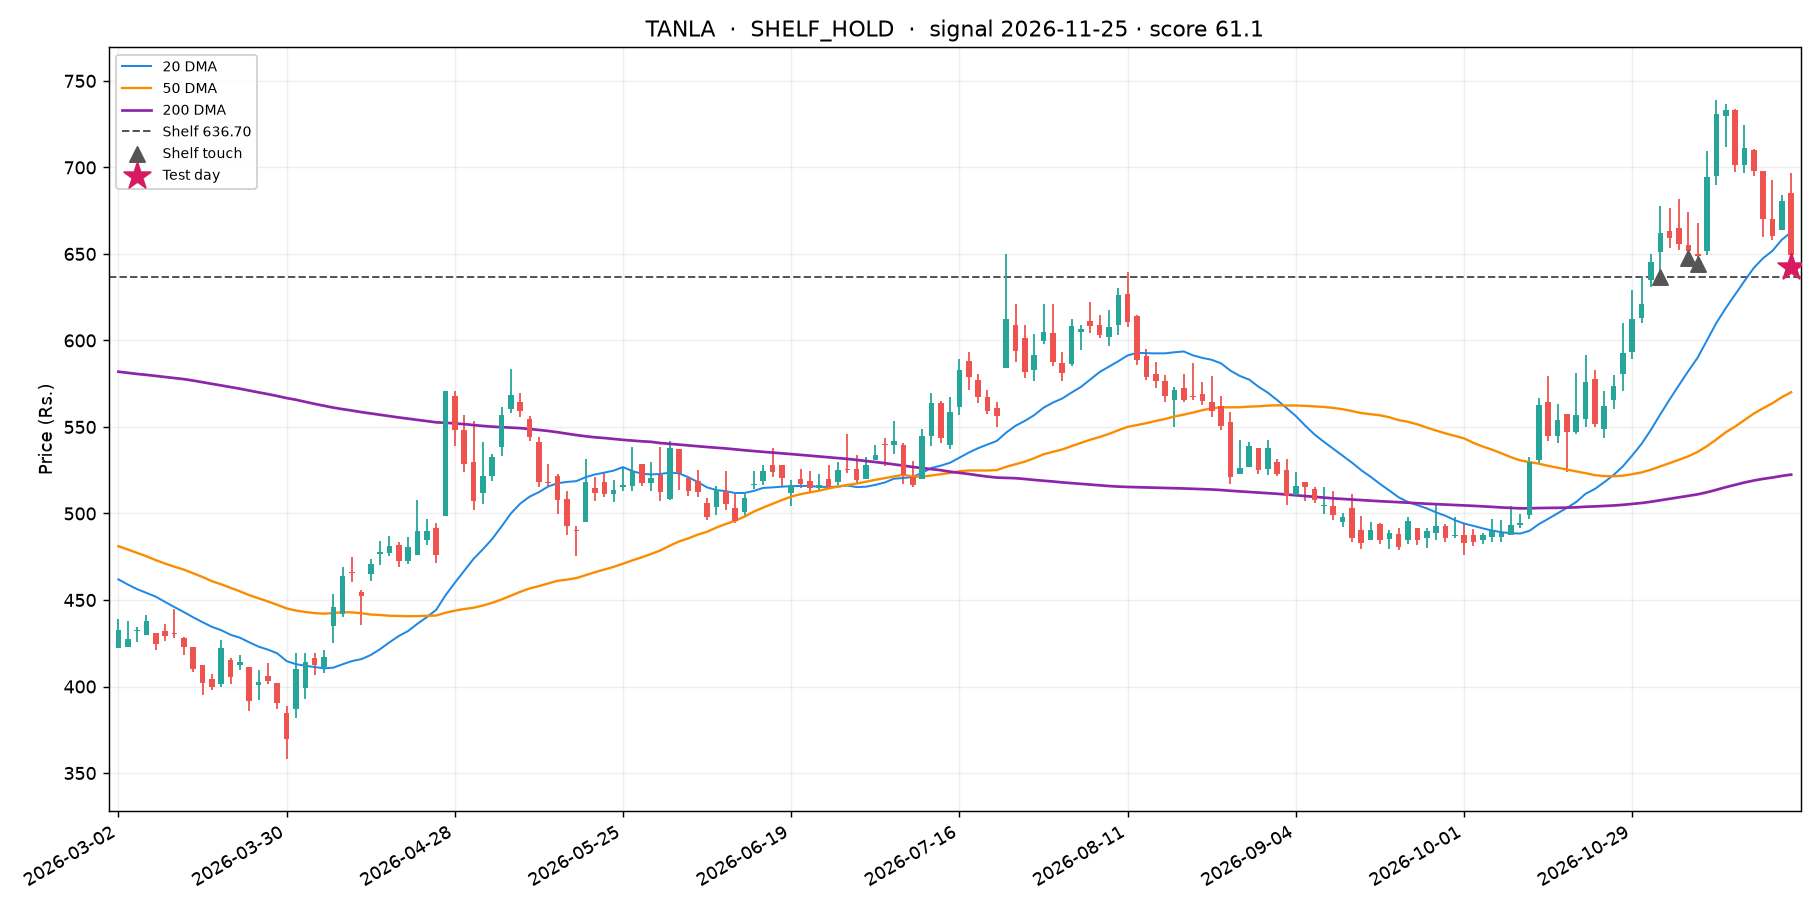 TANLA · SHELF_HOLD · signal 2026-11-25 · score 61.1
20 DMA
50 DMA
200 DMA
Shelf 636.70
Shelf touch
Test day
Price (Rs.)
750
700
650
600
550
500
450
400
350
2026-03-02
2026-03-30
2026-04-28
2026-05-25
2026-06-19
2026-07-16
2026-08-11
2026-09-04
2026-10-01
2026-10-29